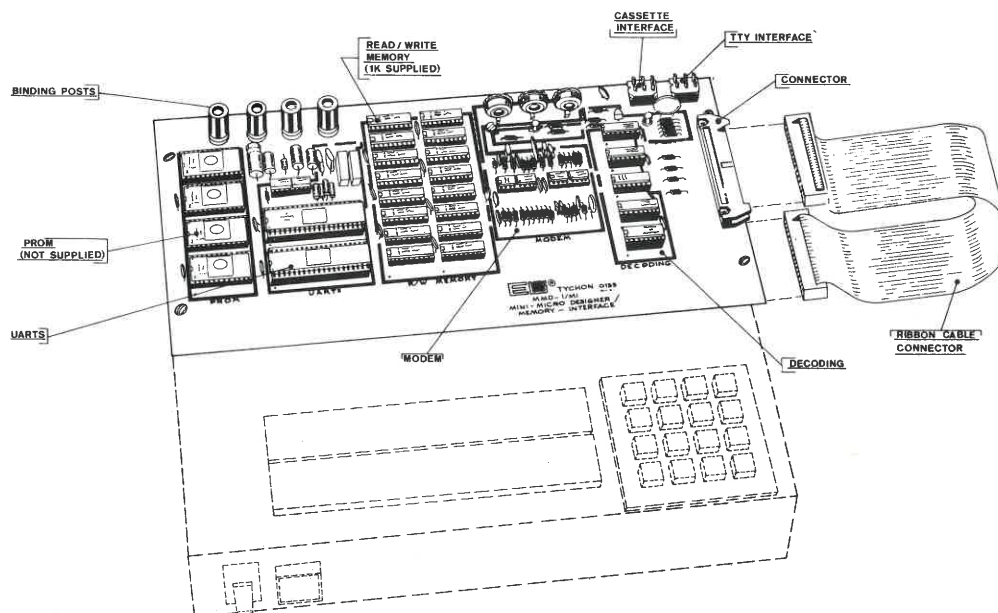 CASSETTE
INTERFACE
TTY INTERFACE
READ/WRITE
MEMORY
(1K SUPPLIED)
CONNECTOR
BINDING POSTS
PROM
(NOT SUPPLIED)
MODEM
DECODING
R/W MEMORY
UARTS
PROM
TYCHON 0135
MMD-1/MI
MINI-MICRO DESIGNER/
MEMORY-INTERFACE
UARTS
MODEM
DECODING
RIBBON CABLE
CONNECTOR